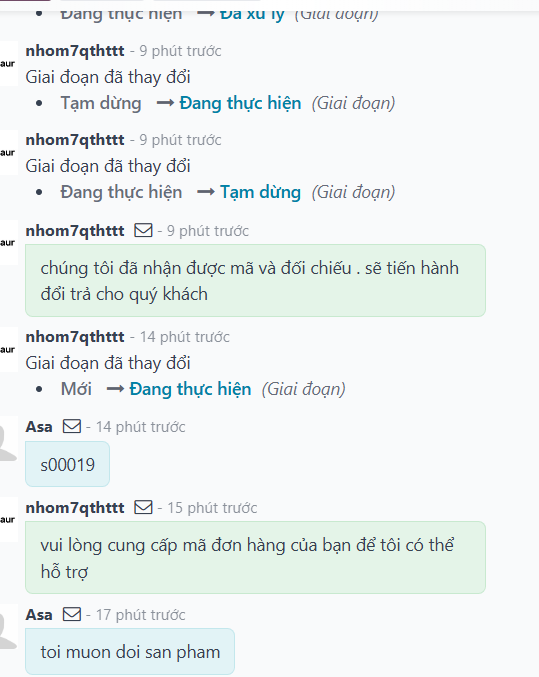 Đang thực hiện → Đã xử lý (Giai đoạn)
aur
nhom7qthttt - 9 phút trước
Giai đoạn đã thay đổi
• Tạm dừng → Đang thực hiện (Giai đoạn)
aur
nhom7qthttt - 9 phút trước
Giai đoạn đã thay đổi
• Đang thực hiện → Tạm dừng (Giai đoạn)
aur
nhom7qthttt - 9 phút trước
chúng tôi đã nhận được mã và đối chiếu . sẽ tiến hành
đổi trả cho quý khách
aur
nhom7qthttt - 14 phút trước
Giai đoạn đã thay đổi
• Mới → Đang thực hiện (Giai đoạn)
Asa - 14 phút trước
s00019
aur
nhom7qthttt - 15 phút trước
vui lòng cung cấp mã đơn hàng của bạn để tôi có thể
hỗ trợ
Asa - 17 phút trước
toi muon doi san pham